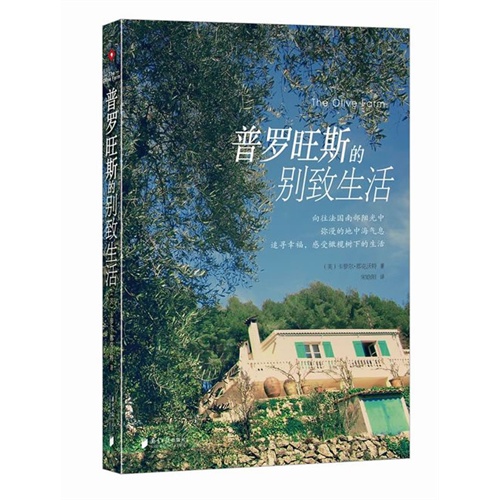 The Olive Farm
普罗旺斯的
别致生活
向往法国南部阳光中
弥漫的地中海气息
追寻幸福，感受橄榄树下的生活
普罗旺斯的别致生活